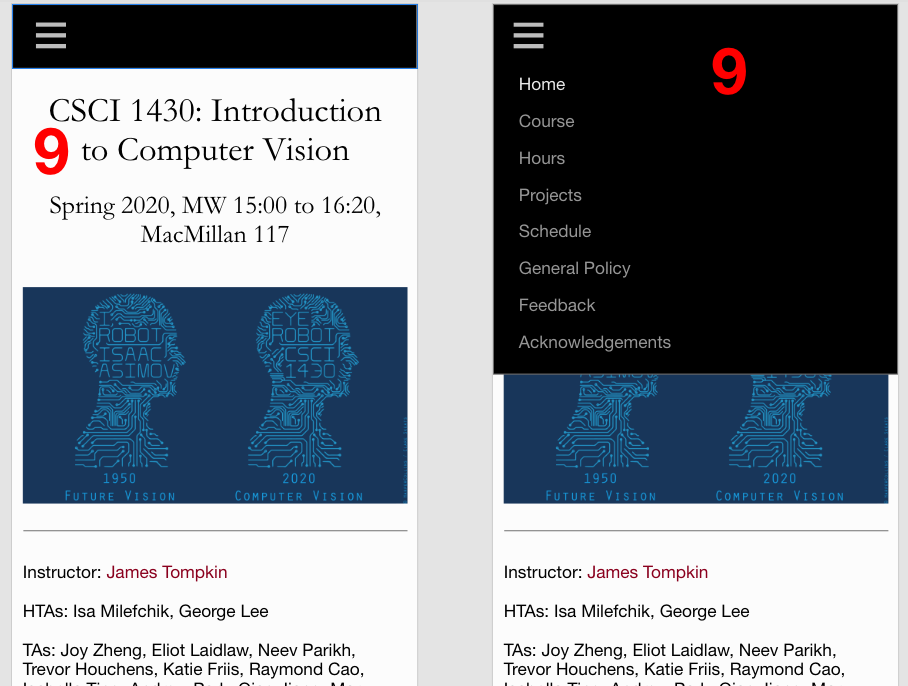 CSCI 1430: Introduction
9 to Computer Vision
Spring 2020, MW 15:00 to 16:20,
MacMillan 117
I
ROBOT
ISAAC
ASIMOV
EYE
ROBOT
CSCI
1430
1950
FUTURE VISION
2020
COMPUTER VISION
Instructor: James Tompkin
HTAs: Isa Milefchik, George Lee
TAs: Joy Zheng, Eliot Laidlaw, Neev Parikh,
Trevor Houchens, Katie Friis, Raymond Cao,
9
Home
Course
Hours
Projects
Schedule
General Policy
Feedback
Acknowledgements
1950
FUTURE VISION
2020
COMPUTER VISION
Instructor: James Tompkin
HTAs: Isa Milefchik, George Lee
TAs: Joy Zheng, Eliot Laidlaw, Neev Parikh,
Trevor Houchens, Katie Friis, Raymond Cao,